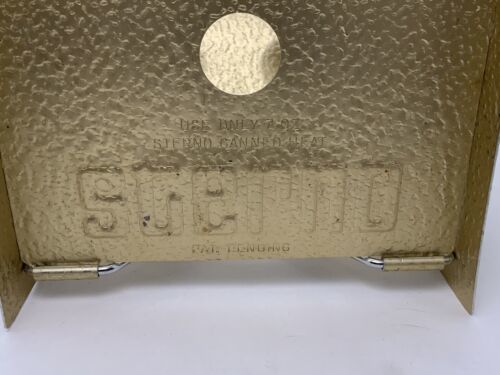 USE ONLY 7 OZ.
STERNO CANNED HEAT
STERNO
PAT. PENDING